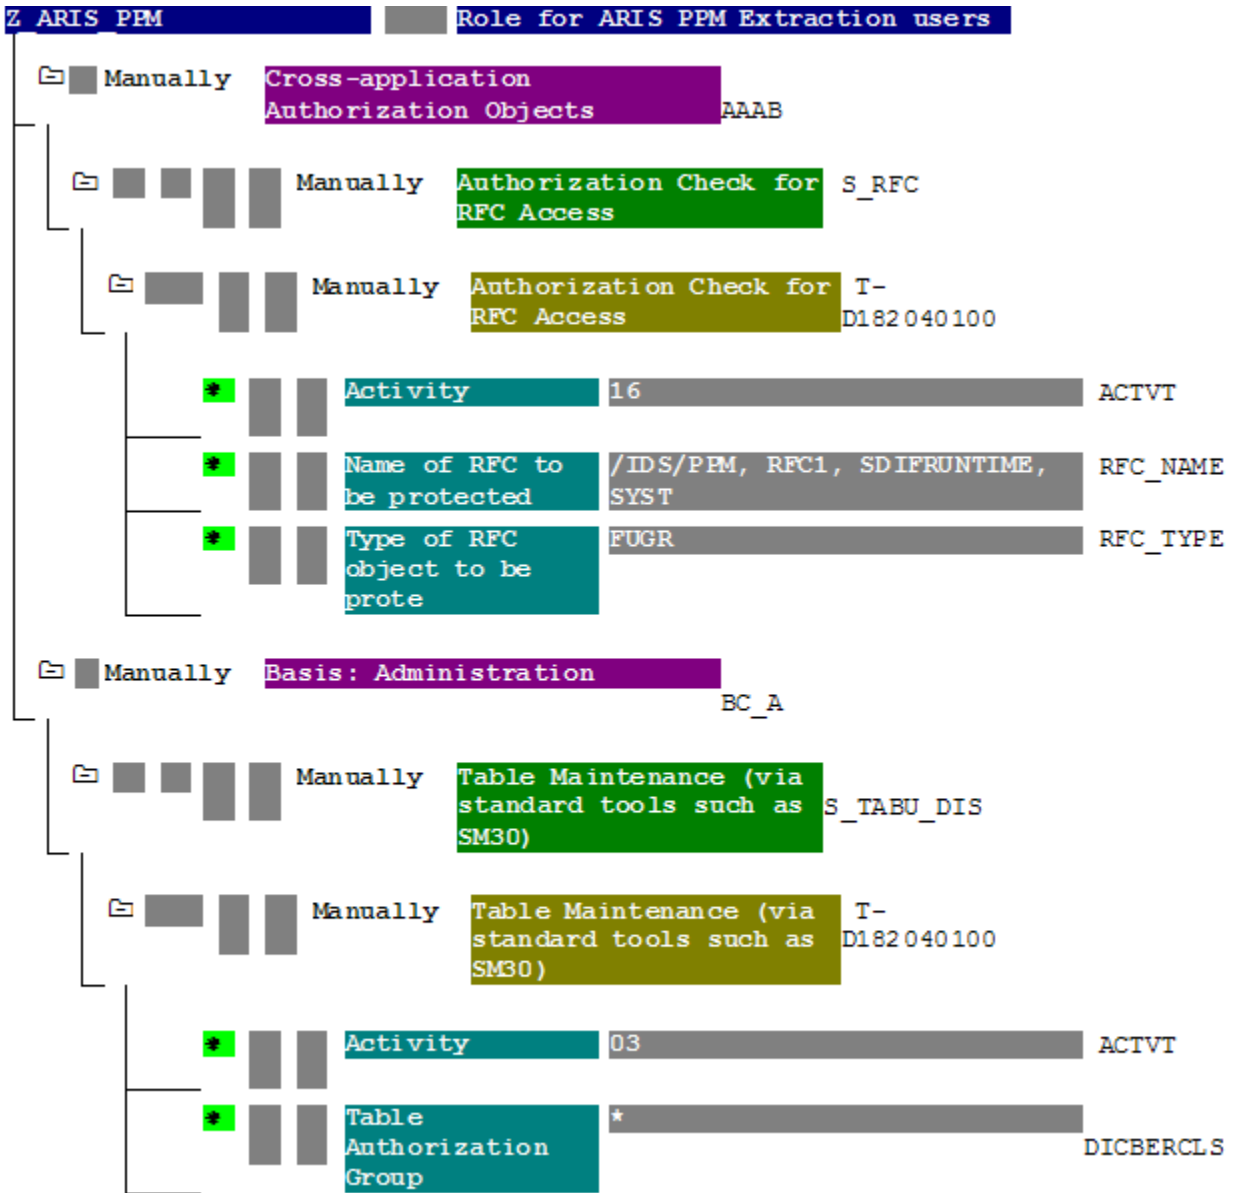 Z_ARIS_PPM Role for ARIS PPM Extraction users
Manually Cross-application
Authorization Objects AAAB
Manually Authorization Check for S_RFC
RFC Access
Manually Authorization Check for T-
RFC Access D182040100
* Activity 16 ACTVT
* Name of RFC to /IDS/PPM, RFC1, SDIFRUNTIME, RFC_NAME
be protected SYST
* Type of RFC FUGR RFC_TYPE
object to be
prote
Manually Basis: Administration
BC_A
Manually Table Maintenance (via
standard tools such as S_TABU_DIS
SM30)
Manually Table Maintenance (via T-
standard tools such as D182040100
SM30)
* Activity 03 ACTVT
* Table *
Authorization DICBERCLS
Group